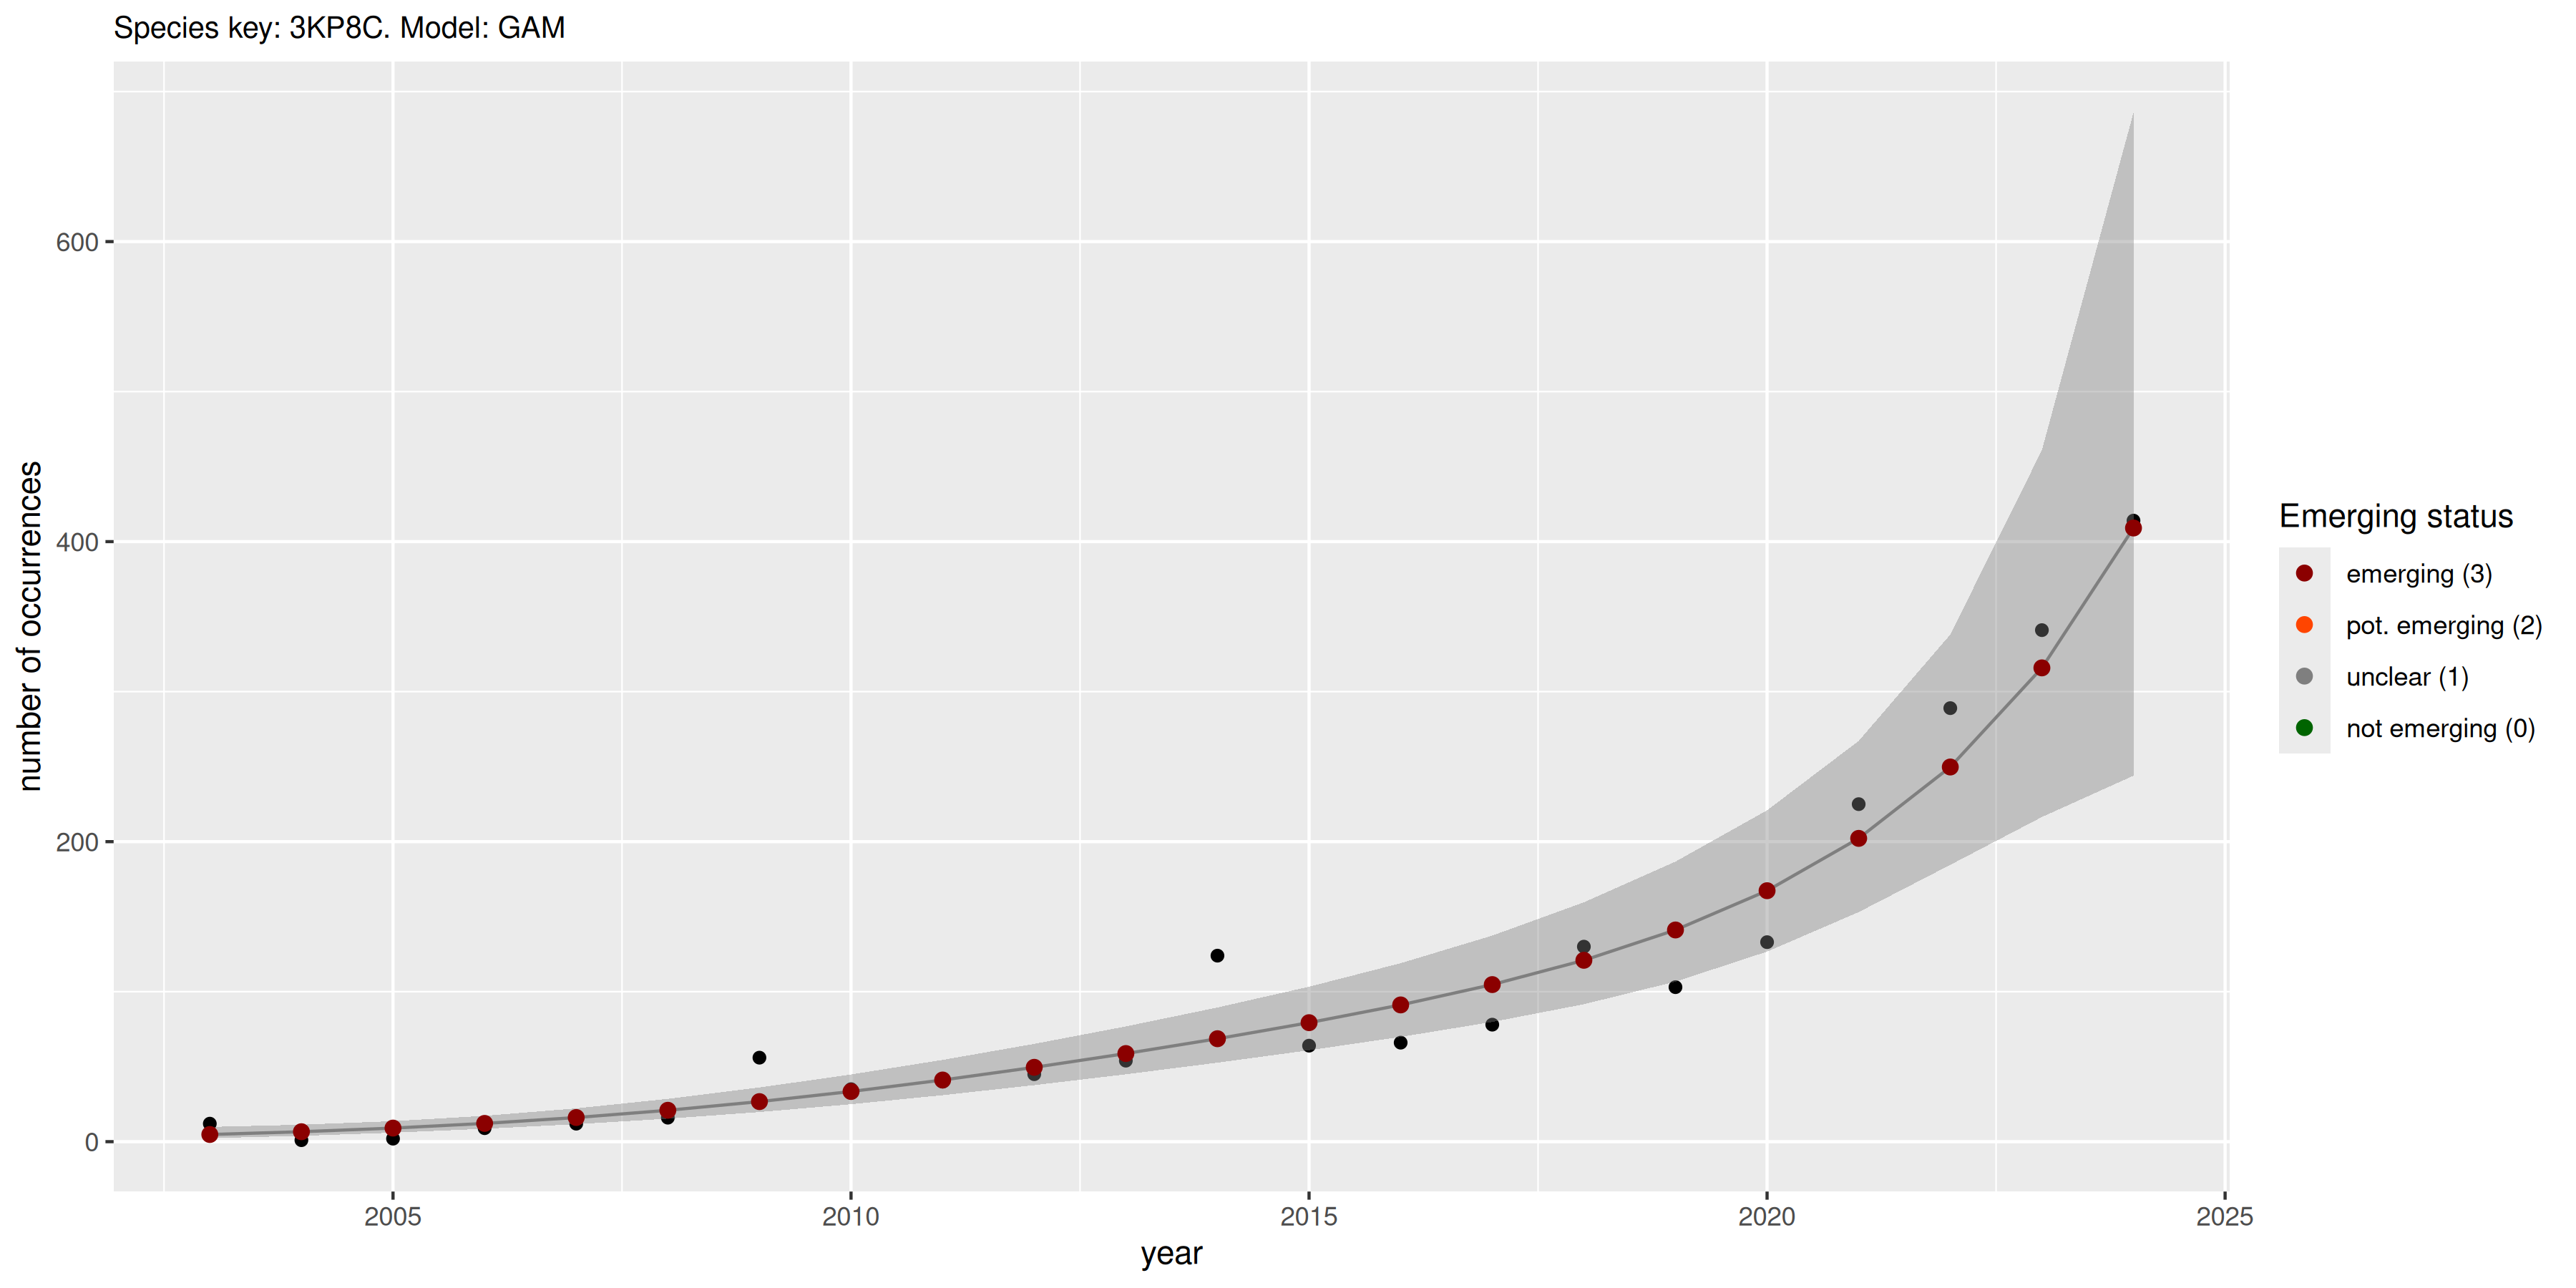 Species key: 3KP8C. Model: GAM
number of occurrences
600
400
200
0
2005
2010
2015
2020
2025
year
Emerging status
emerging (3)
pot. emerging (2)
unclear (1)
not emerging (0)